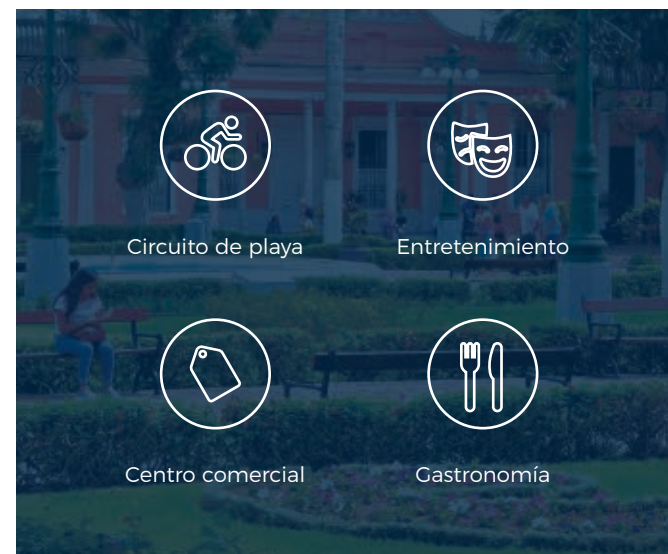 Circuito de playa
Entretenimiento
Centro comercial
Gastronomía